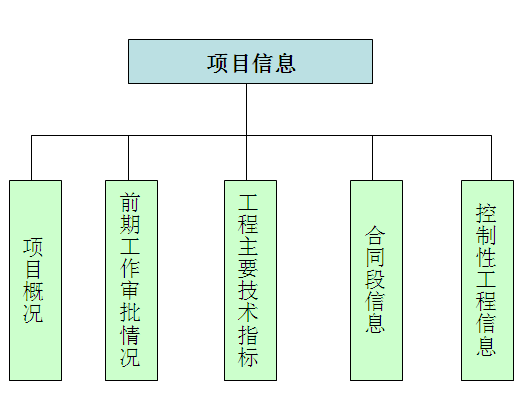 项目信息
项目概况
前期工作审批情况
工程主要技术指标
合同段信息
控制性工程信息